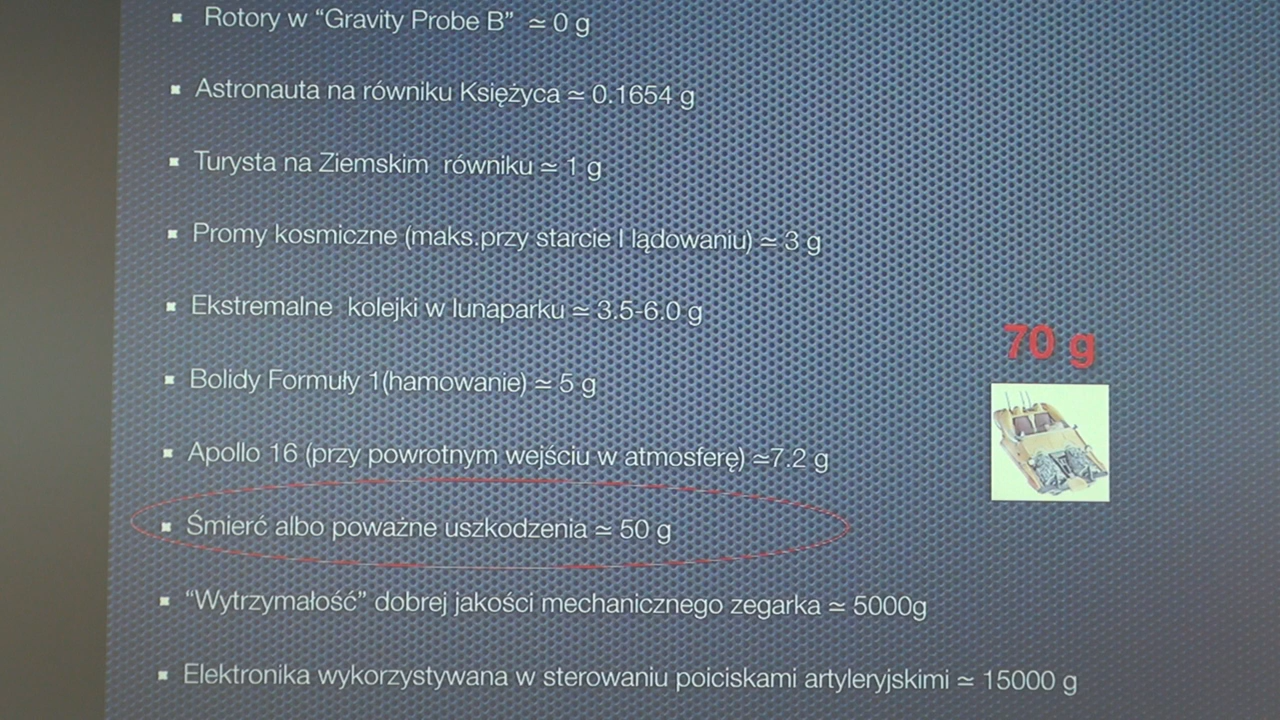 ▪ Rotory w “Gravity Probe B” ≃ 0 g
▪ Astronauta na równiku Księżyca ≃ 0.1654 g
▪ Turysta na Ziemskim równiku ≃ 1 g
▪ Promy kosmiczne (maks.przy starcie I lądowaniu) ≃ 3 g
▪ Ekstremalne kolejki w lunaparku ≃ 3.5-6.0 g
70 g
▪ Bolidy Formuły 1(hamowanie) ≃ 5 g
▪ Apollo 16 (przy powrotnym wejściu w atmosferę) ≃7.2 g
▪ Śmierć albo poważne uszkodzenia ≃ 50 g
▪ “Wytrzymałość” dobrej jakości mechanicznego zegarka ≃ 5000g
▪ Elektronika wykorzystywana w sterowaniu poiciskami artyleryjskimi ≃ 15000 g